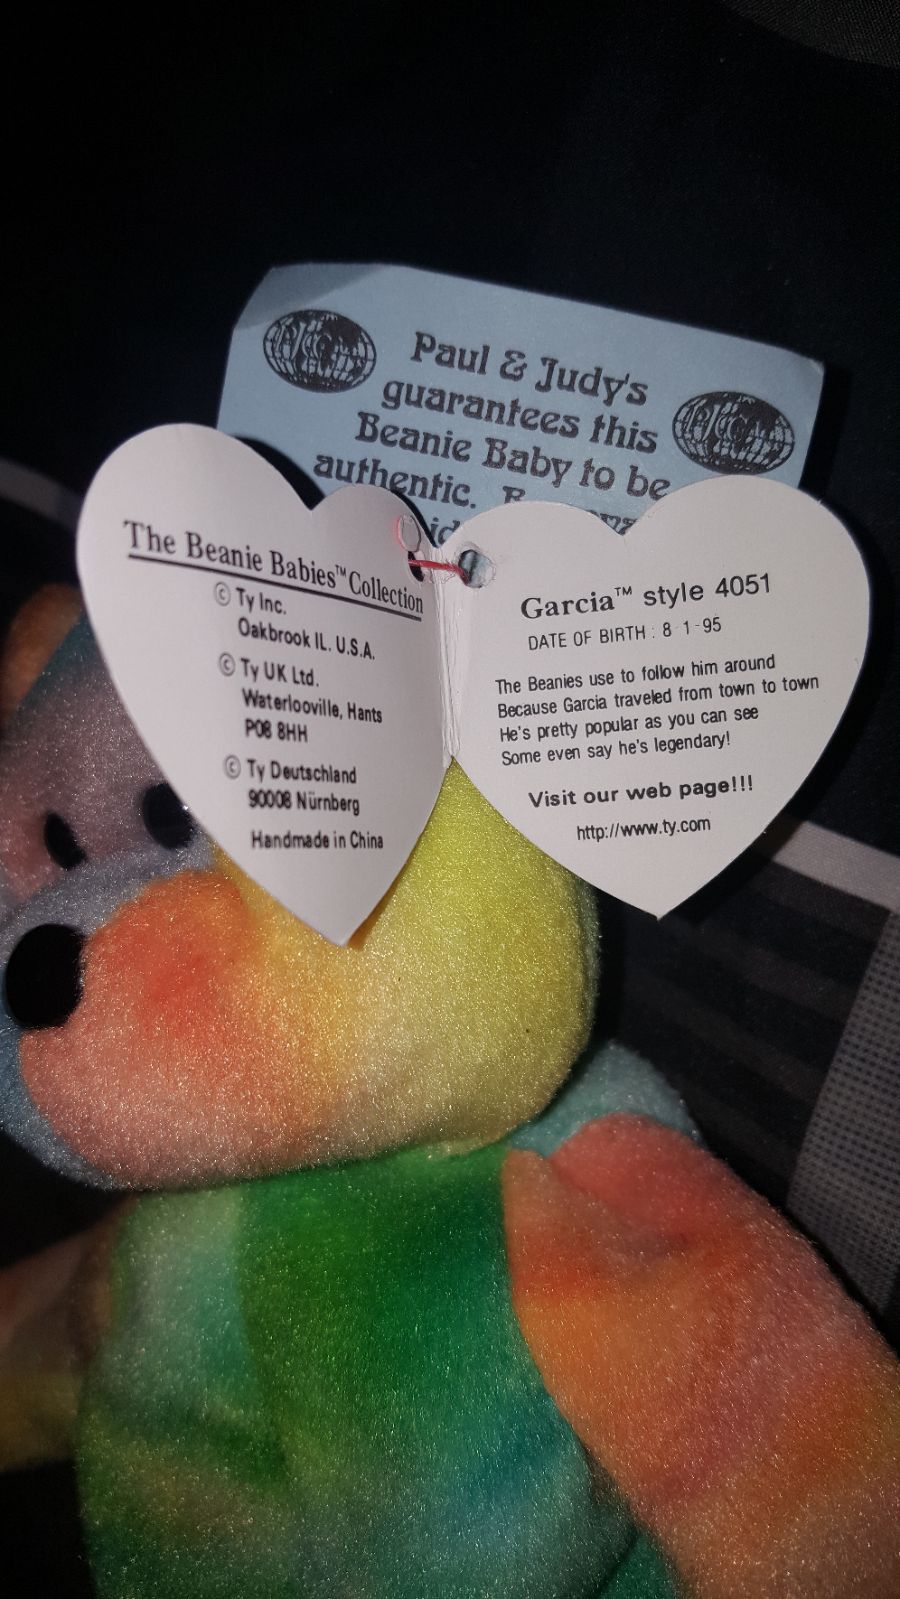 Paul & Judy's
guarantees this
Beanie Baby to be
authentic.
The Beanie Babies™ Collection
© Ty Inc.
Oakbrook IL. U.S.A.
© Ty UK Ltd.
Waterlooville, Hants
P08 8HH
© Ty Deutschland
90008 Nürnberg
Handmade in China
Garcia™ style 4051
DATE OF BIRTH : 8-1-95
The Beanies use to follow him around
Because Garcia traveled from town to town
He's pretty popular as you can see
Some even say he's legendary!
Visit our web page!!!
http://www.ty.com